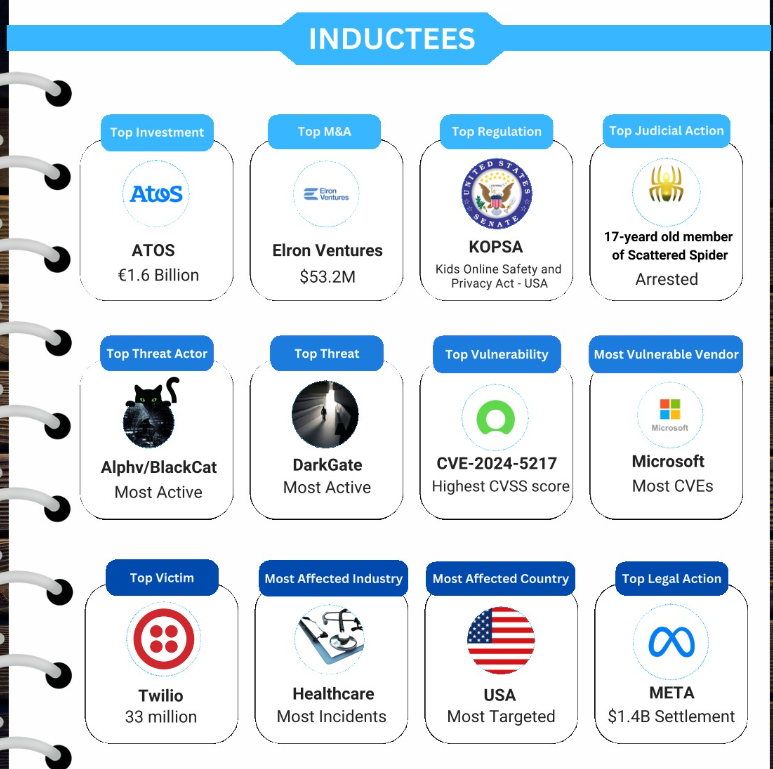 INDUCTEES
Top Investment
Atos
ATOS
€1.6 Billion
Top M&A
Elron
Ventures
Elron Ventures
$53.2M
Top Regulation
UNITED STATES
SENATE
KOPSA
Kids Online Safety and
Privacy Act - USA
Top Judicial Action
17-yeard old member
of Scattered Spider
Arrested
Top Threat Actor
Alphv/BlackCat
Most Active
Top Threat
DarkGate
Most Active
Top Vulnerability
CVE-2024-5217
Highest CVSS score
Most Vulnerable Vendor
Microsoft
Microsoft
Most CVEs
Top Victim
Twilio
33 million
Most Affected Industry
Healthcare
Most Incidents
Most Affected Country
USA
Most Targeted
Top Legal Action
META
$1.4B Settlement